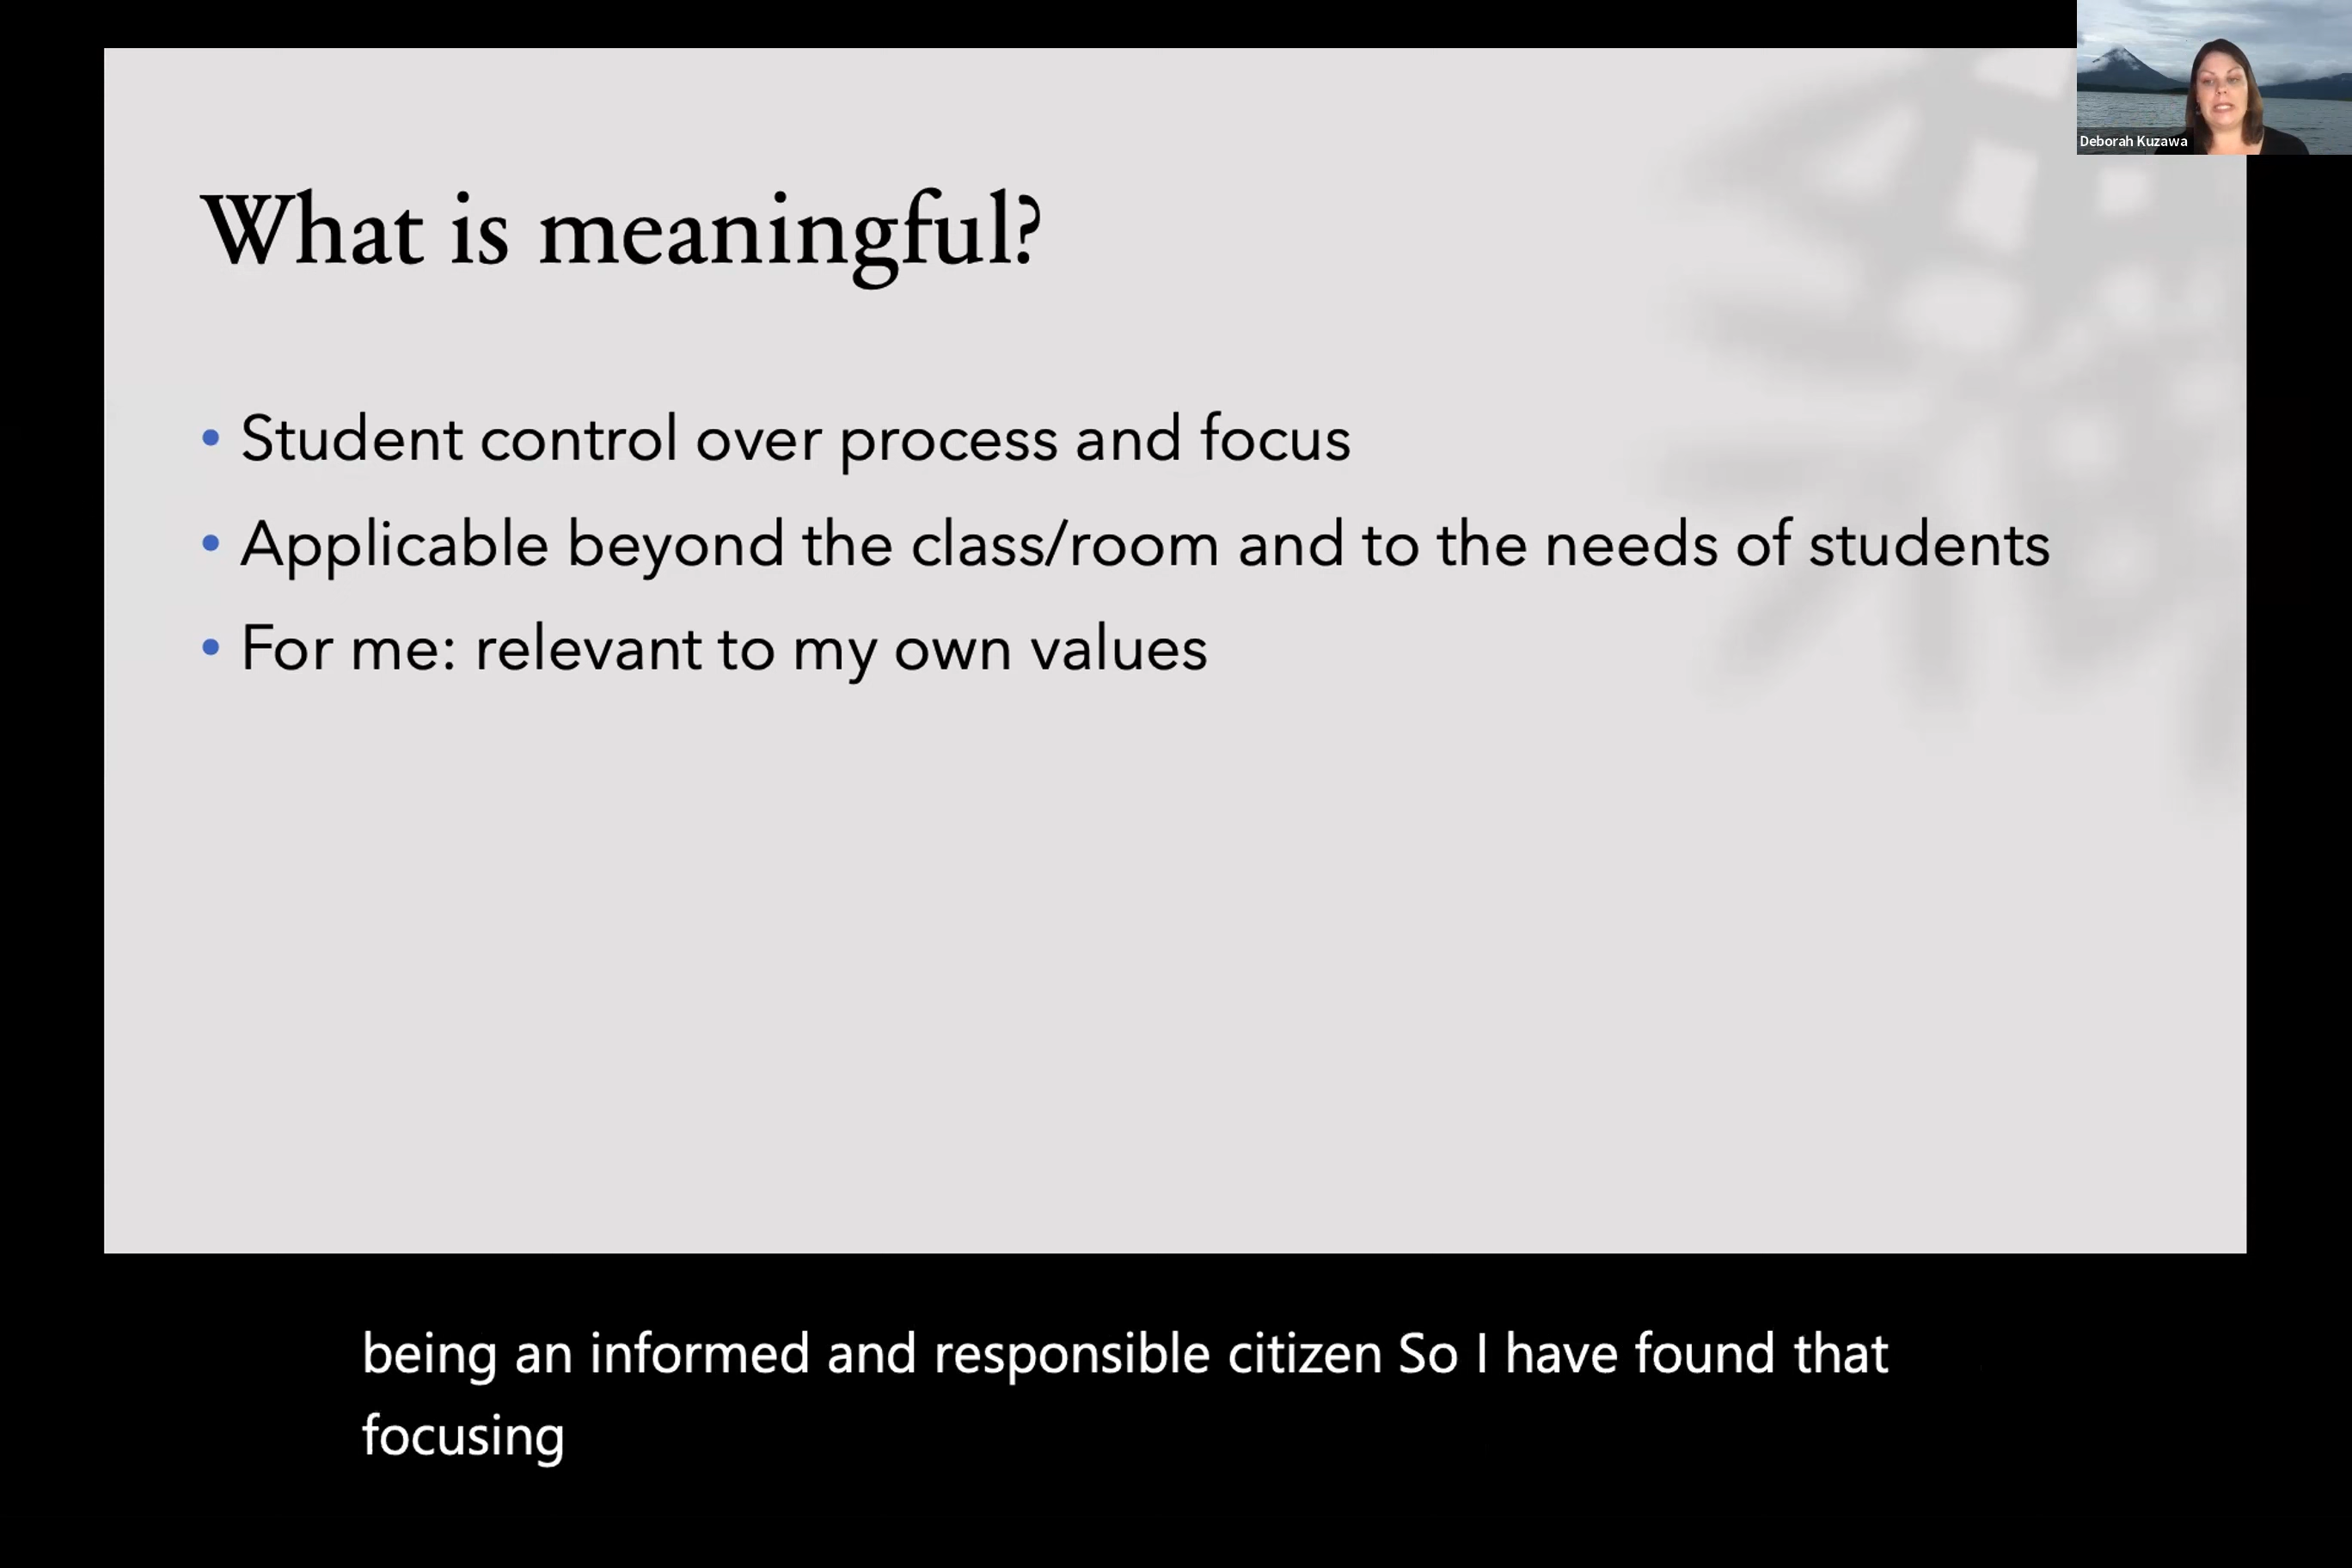 Deborah Kuzawa
What is meaningful?
• Student control over process and focus
• Applicable beyond the class/room and to the needs of students
• For me: relevant to my own values
being an informed and responsible citizen So I have found that
focusing